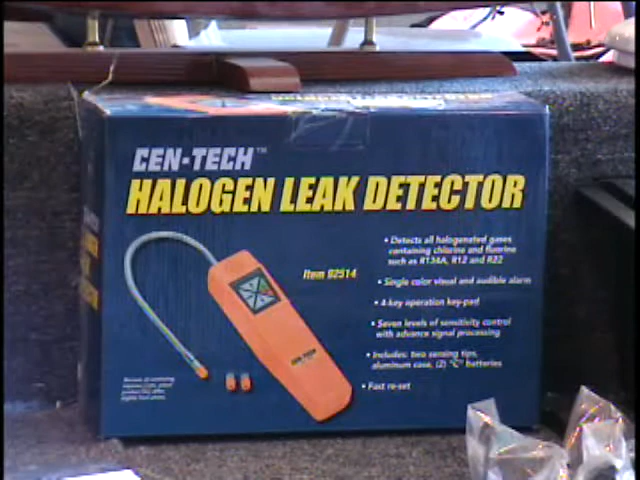 CEN-TECH™
HALOGEN LEAK DETECTOR
• Detects all halogenated gases
containing chlorine and fluorine
such as R134A, R12 and R22
Item 92514
• Single color visual and audible alarm
• 4-key operation key-pad
• Seven levels of sensitivity control
with advance signal processing
• Includes: two sensing tips,
aluminum case, (2) "C" batteries
• Fast re-set
CEN-TECH